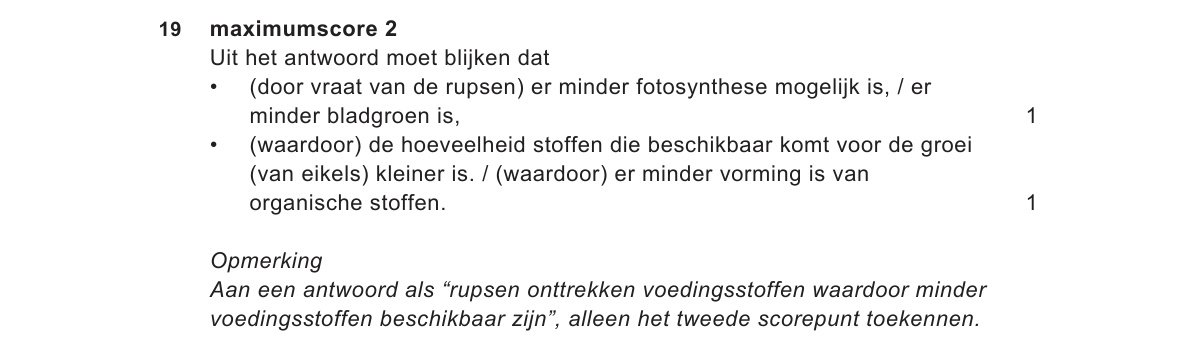 19 maximumscore 2
Uit het antwoord moet blijken dat
• (door vraat van de rupsen) er minder fotosynthese mogelijk is, / er
minder bladgroen is, 1
• (waardoor) de hoeveelheid stoffen die beschikbaar komt voor de groei
(van eikels) kleiner is. / (waardoor) er minder vorming is van
organische stoffen. 1
Opmerking
Aan een antwoord als “rupsen onttrekken voedingsstoffen waardoor minder
voedingsstoffen beschikbaar zijn”, alleen het tweede scorepunt toekennen.